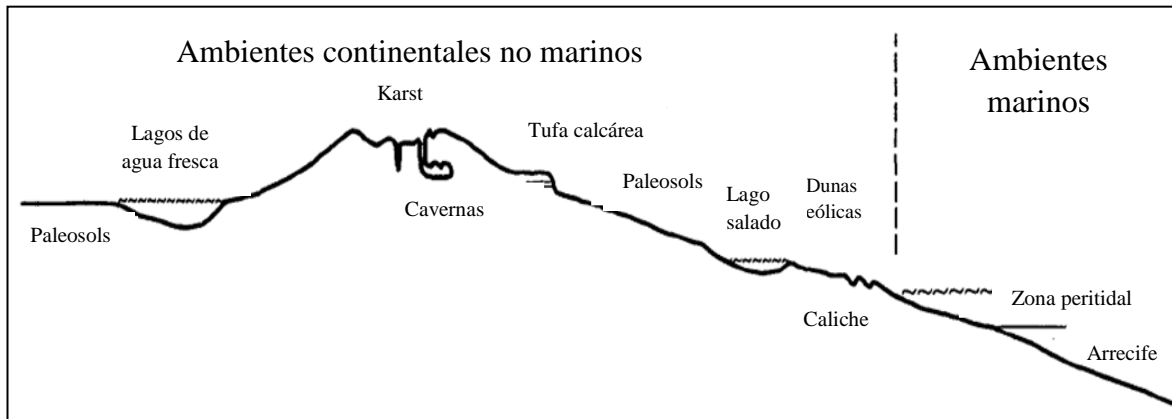 Ambientes continentales no marinos
Ambientes
marinos
Karst
Lagos de
agua fresca
Tufa calcárea
Paleosols
Lago
salado
Dunas
eólicas
Cavernas
Paleosols
Caliche
Zona peritidal
Arrecife